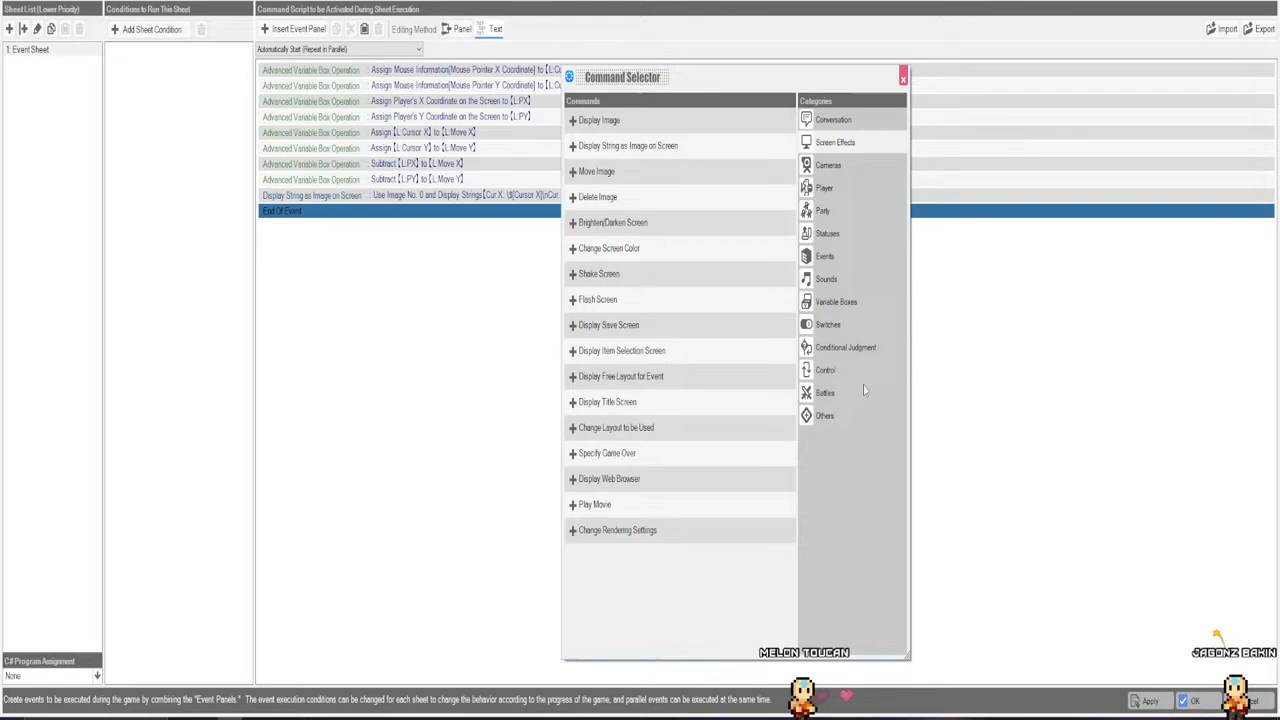 Sheet List (Lower Priority)
Conditions to Run This Sheet
Command Script to be Activated During Sheet Execution
Add Sheet Condition
Insert Event Panel
Editing Method
Panel
Text
Import
Export
1: Event Sheet
Automatically Start (Repeat in Parallel)
Advanced Variable Box Operation : Assign Mouse Information[Mouse Pointer X Coordinate] to【L:Cu
Advanced Variable Box Operation : Assign Mouse Information[Mouse Pointer Y Coordinate] to【L:Cu
Advanced Variable Box Operation : Assign Player's X Coordinate on the Screen to【L:PX】
Advanced Variable Box Operation : Assign Player's Y Coordinate on the Screen to【L:PY】
Advanced Variable Box Operation : Assign【L:Cursor X】to【L:Move X】
Advanced Variable Box Operation : Assign【L:Cursor Y】to【L:Move Y】
Advanced Variable Box Operation : Subtract【L:PX】to【L:Move X】
Advanced Variable Box Operation : Subtract【L:PY】to【L:Move Y】
Display String as Image on Screen : Use Image No. 0 and Display Strings【Cur.X: \$[Cursor X]\nCur.
End Of Event
Command Selector
x
Commands
Display Image
Display String as Image on Screen
Move Image
Delete Image
Brighten/Darken Screen
Change Screen Color
Shake Screen
Flash Screen
Display Save Screen
Display Item Selection Screen
Display Free Layout for Event
Display Title Screen
Change Layout to be Used
Specify Game Over
Display Web Browser
Play Movie
Change Rendering Settings
Categories
Conversation
Screen Effects
Cameras
Player
Party
Statuses
Events
Sounds
Variable Boxes
Switches
Conditional Judgment
Control
Battles
Others
MELON TOUCAN
JAGONZ BAKIN
C# Program Assignment
None
Create events to be executed during the game by combining the "Event Panels." The event execution conditions can be changed for each sheet to change the behavior according to the progress of the game, and parallel events can be executed at the same time.
Apply
OK